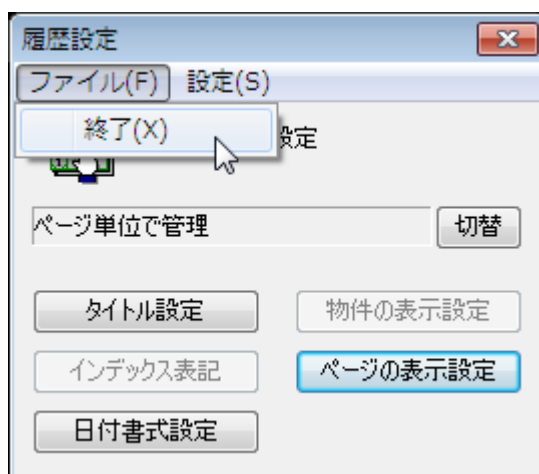 履歴設定
ファイル(F) 設定(S)
終了(X)
設定
ページ単位で管理 切替
タイトル設定 物件の表示設定
インデックス表記 ページの表示設定
日付書式設定